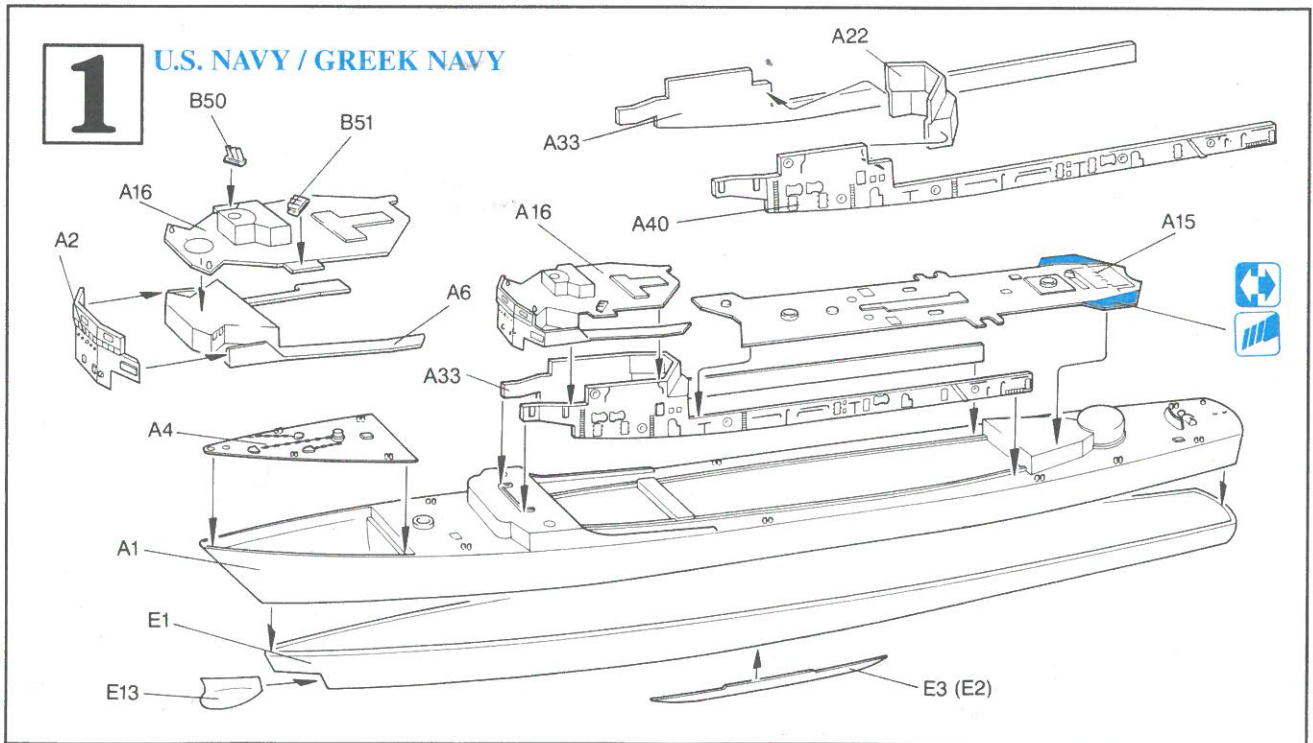 1
U.S. NAVY / GREEK NAVY
B50
B51
A16
A2
A6
A22
A33
A40
A16
A15
A33
A4
A1
E1
E13
E3 (E2)